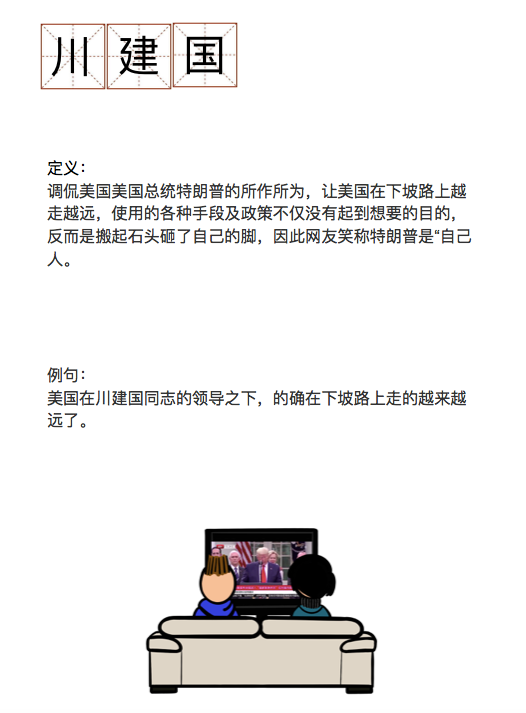 川建国
定义：
调侃美国美国总统特朗普的所作所为，让美国在下坡路上越
走越远，使用的各种手段及政策不仅没有起到想要的目的，
反而是搬起石头砸了自己的脚，因此网友笑称特朗普是“自己
人。
例句：
美国在川建国同志的领导之下，的确在下坡路上走的越来越
远了。